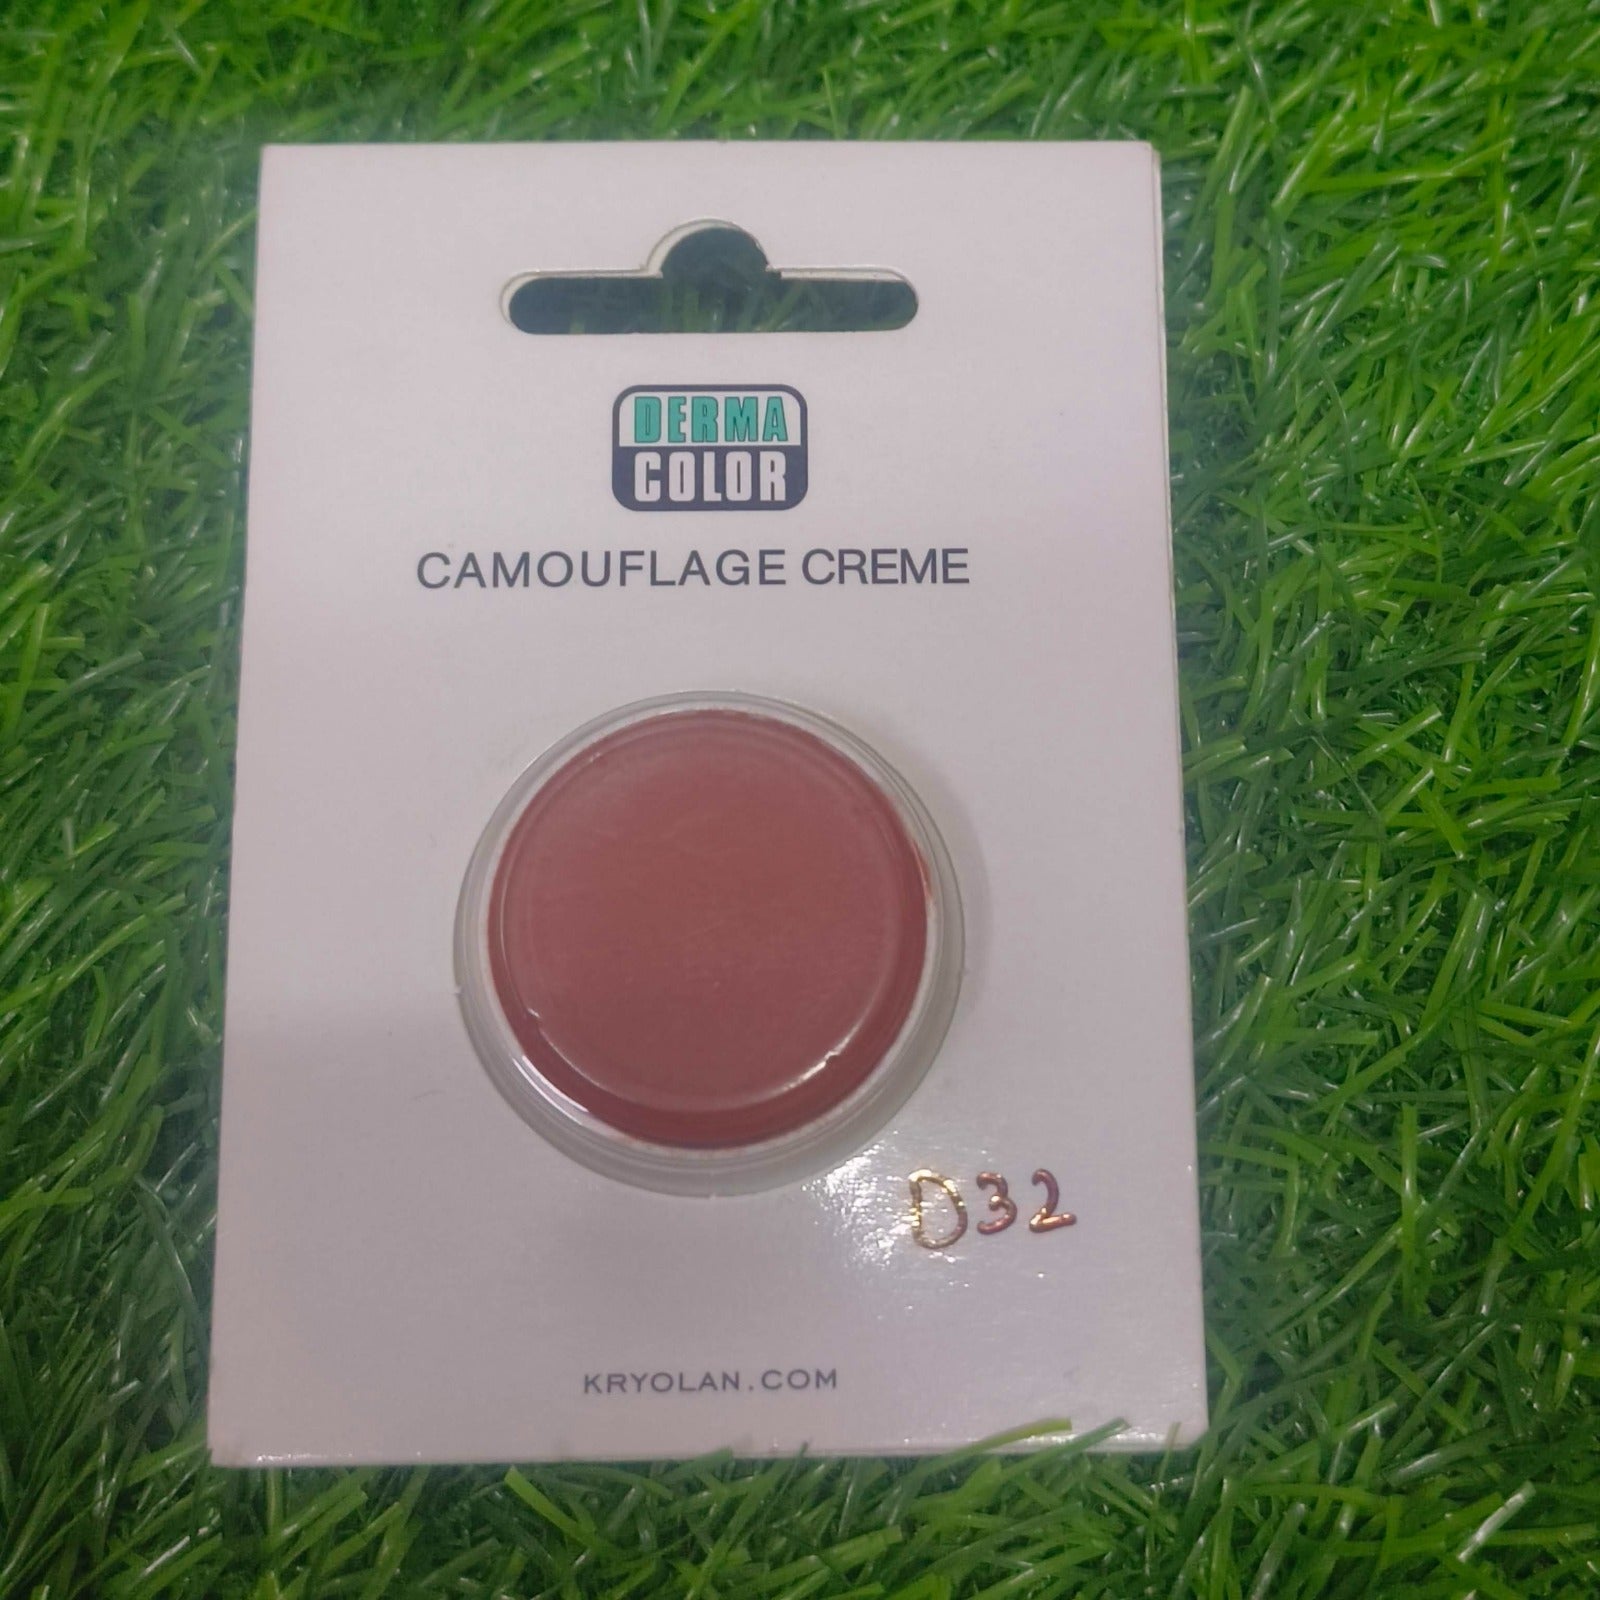 DERMA
COLOR
CAMOUFLAGE CREME
D32
KRYOLAN.COM